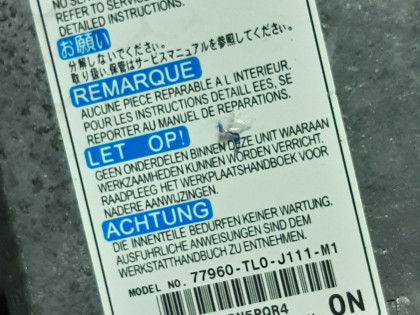 NO SE
REFER TO SERVICE
DETAILED INSTRUCTIONS.
お願い
分解しないでください。
取り扱い、保管はサービスマニュアルを参照してください。
REMARQUE
AUCUNE PIECE REPARABLE A L INTERIEUR.
POUR LES INSTRUCTIONS DETAILL EES, SE
REPORTER AU MANUEL DE REPARATIONS.
LET OP!
GEEN ONDERDELEN BINNEN DEZE UNIT WAARAAN
WERKZAAMHEDEN KUNNEN WORDEN VERRICHT.
RAADPLEEG HET WERKPLAATSHANDBOEK VOOR
NADERE AANWIJZINGEN.
ACHTUNG
DIE INNENTEILE BEDURFEN KEINER WARTUNG.
AUSFUHRLICHE ANWEISUNGEN SIND DEM
WERKSTATTHANDBUCH ZU ENTNEHMEN.
MODEL NO. 77960-TL0-J111-M1
ON